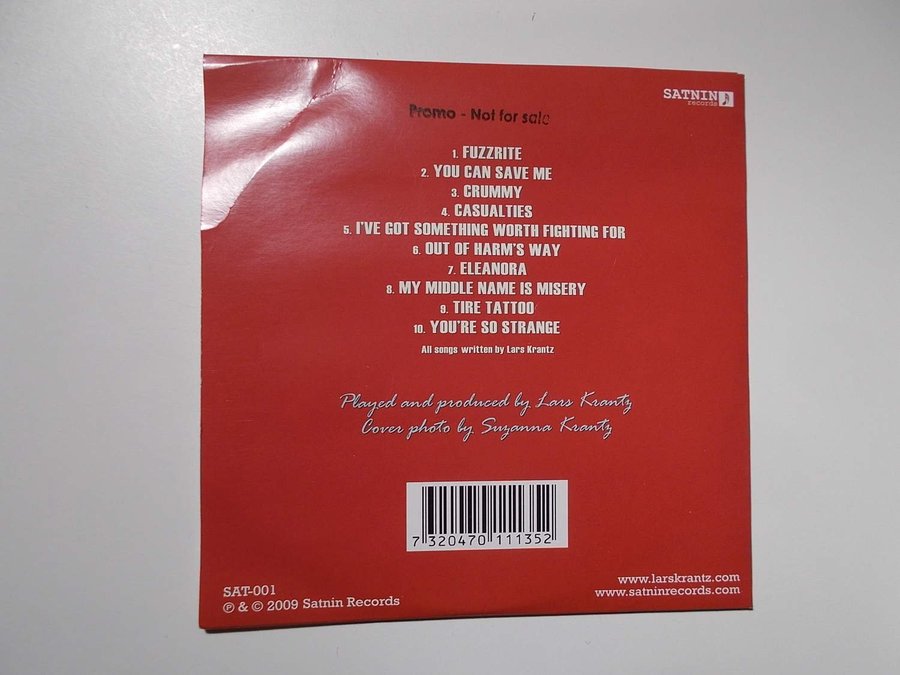 SATNIN
records
Promo - Not for sale
1. FUZZRITE
2. YOU CAN SAVE ME
3. CRUMMY
4. CASUALTIES
5. I'VE GOT SOMETHING WORTH FIGHTING FOR
6. OUT OF HARM'S WAY
7. ELEANORA
8. MY MIDDLE NAME IS MISERY
9. TIRE TATTOO
10. YOU'RE SO STRANGE
All songs written by Lars Krantz
Played and produced by Lars Krantz
Cover photo by Suzanna Krantz
7 320470 111352
SAT-001
℗ & © 2009 Satnin Records
www.larskrantz.com
www.satninrecords.com